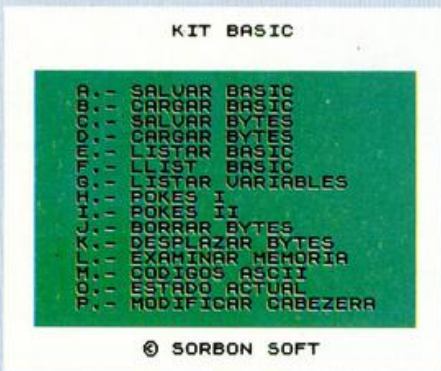 KIT BASIC
A.- SALVAR BASIC
B.- CARGAR BASIC
C.- SALVAR BYTES
D.- CARGAR BYTES
E.- LISTAR BASIC
F.- LLIST BASIC
G.- LISTAR VARIABLES
H.- POKES I
I.- POKES II
J.- BORRAR BYTES
K.- DESPLAZAR BYTES
L.- EXAMINAR MEMORIA
M.- CODIGOS ASCII
O.- ESTADO ACTUAL
P.- MODIFICAR CABEZERA
© SORBON SOFT